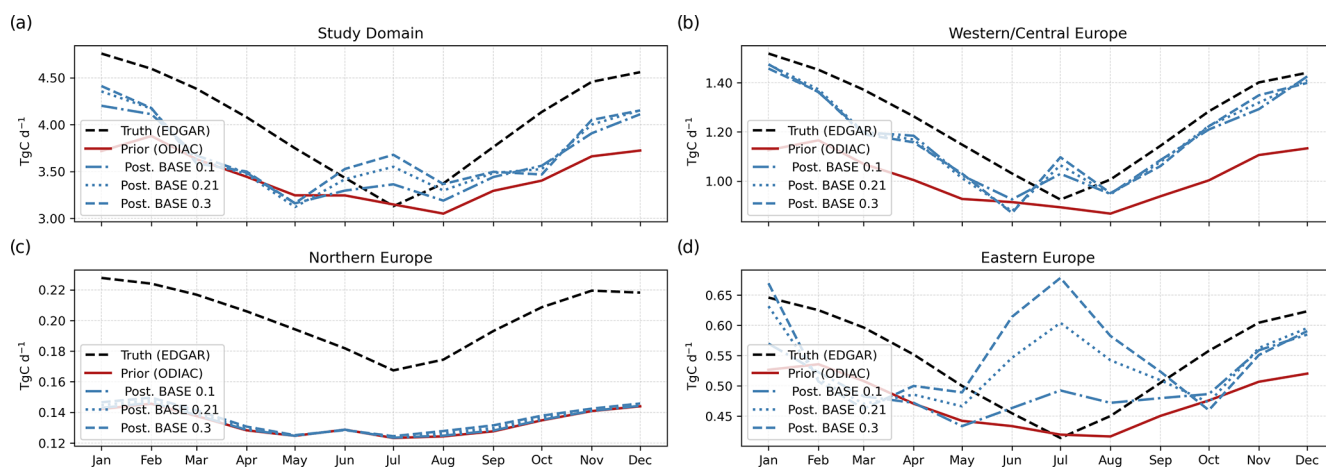 (a)
Study Domain
TgC d⁻¹
4.50
4.00
3.50
3.00
Truth (EDGAR)
Prior (ODIAC)
Post. BASE 0.1
Post. BASE 0.21
Post. BASE 0.3
(b)
Western/Central Europe
TgC d⁻¹
1.40
1.20
1.00
Truth (EDGAR)
Prior (ODIAC)
Post. BASE 0.1
Post. BASE 0.21
Post. BASE 0.3
(c)
Northern Europe
TgC d⁻¹
0.22
0.20
0.18
0.16
0.14
0.12
Truth (EDGAR)
Prior (ODIAC)
Post. BASE 0.1
Post. BASE 0.21
Post. BASE 0.3
Jan Feb Mar Apr May Jun Jul Aug Sep Oct Nov Dec
(d)
Eastern Europe
TgC d⁻¹
0.65
0.60
0.55
0.50
0.45
Truth (EDGAR)
Prior (ODIAC)
Post. BASE 0.1
Post. BASE 0.21
Post. BASE 0.3
Jan Feb Mar Apr May Jun Jul Aug Sep Oct Nov Dec